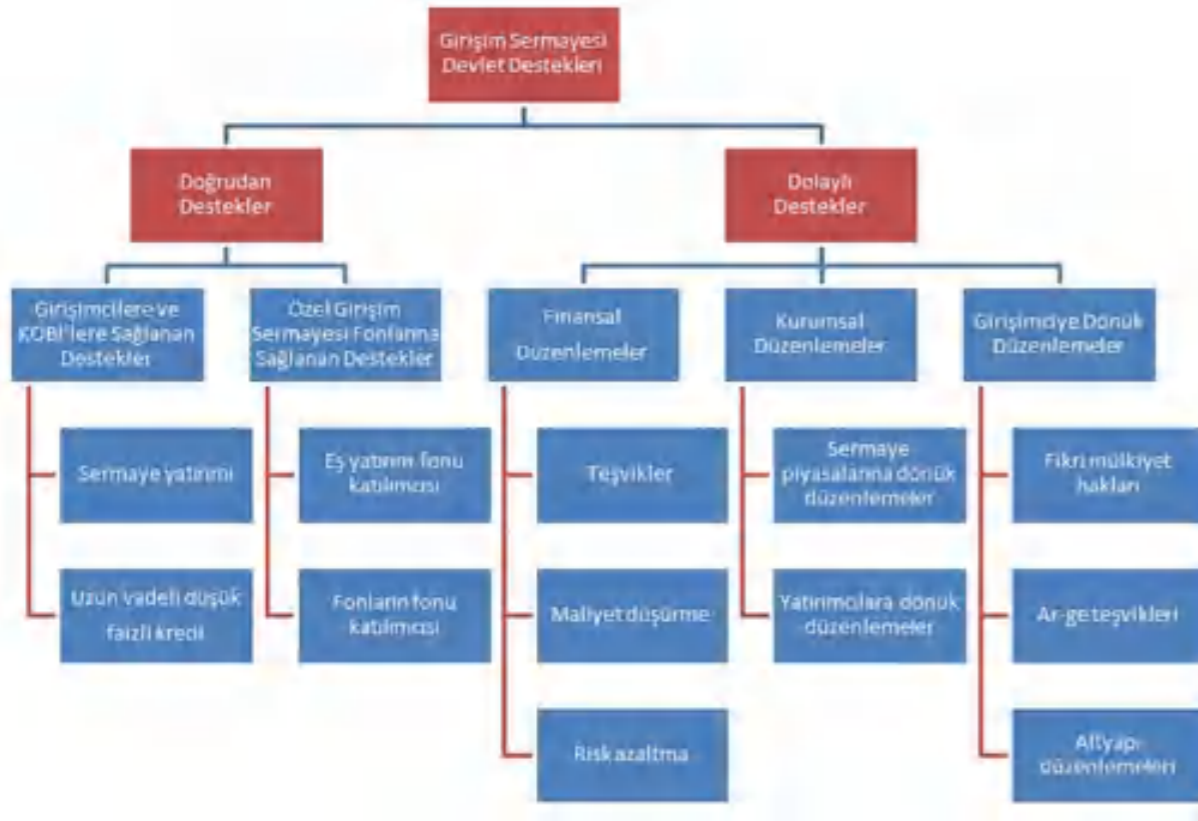 Girişim Sermayesi
Devlet Destekleri
Doğrudan
Destekler
Dolaylı
Destekler
Girişimcilere ve
KOBİ'lere Sağlanan
Destekler
Özel Girişim
Sermayesi Fonlarına
Sağlanan Destekler
Finansal
Düzenlemeler
Kurumsal
Düzenlemeler
Girişimciye Dönük
Düzenlemeler
Sermaye yatırımı
Eş yatırım fonu
katılımcısı
Teşvikler
Sermaye
piyasalarına dönük
düzenlemeler
Fikri mülkiyet
hakları
Uzun vadeli düşük
faizli kredi
Fonların fonu
katılımcısı
Maliyet düşürme
Yatırımcılara dönük
düzenlemeler
Ar-ge teşvikleri
Risk azaltma
Altyapı
düzenlemeleri